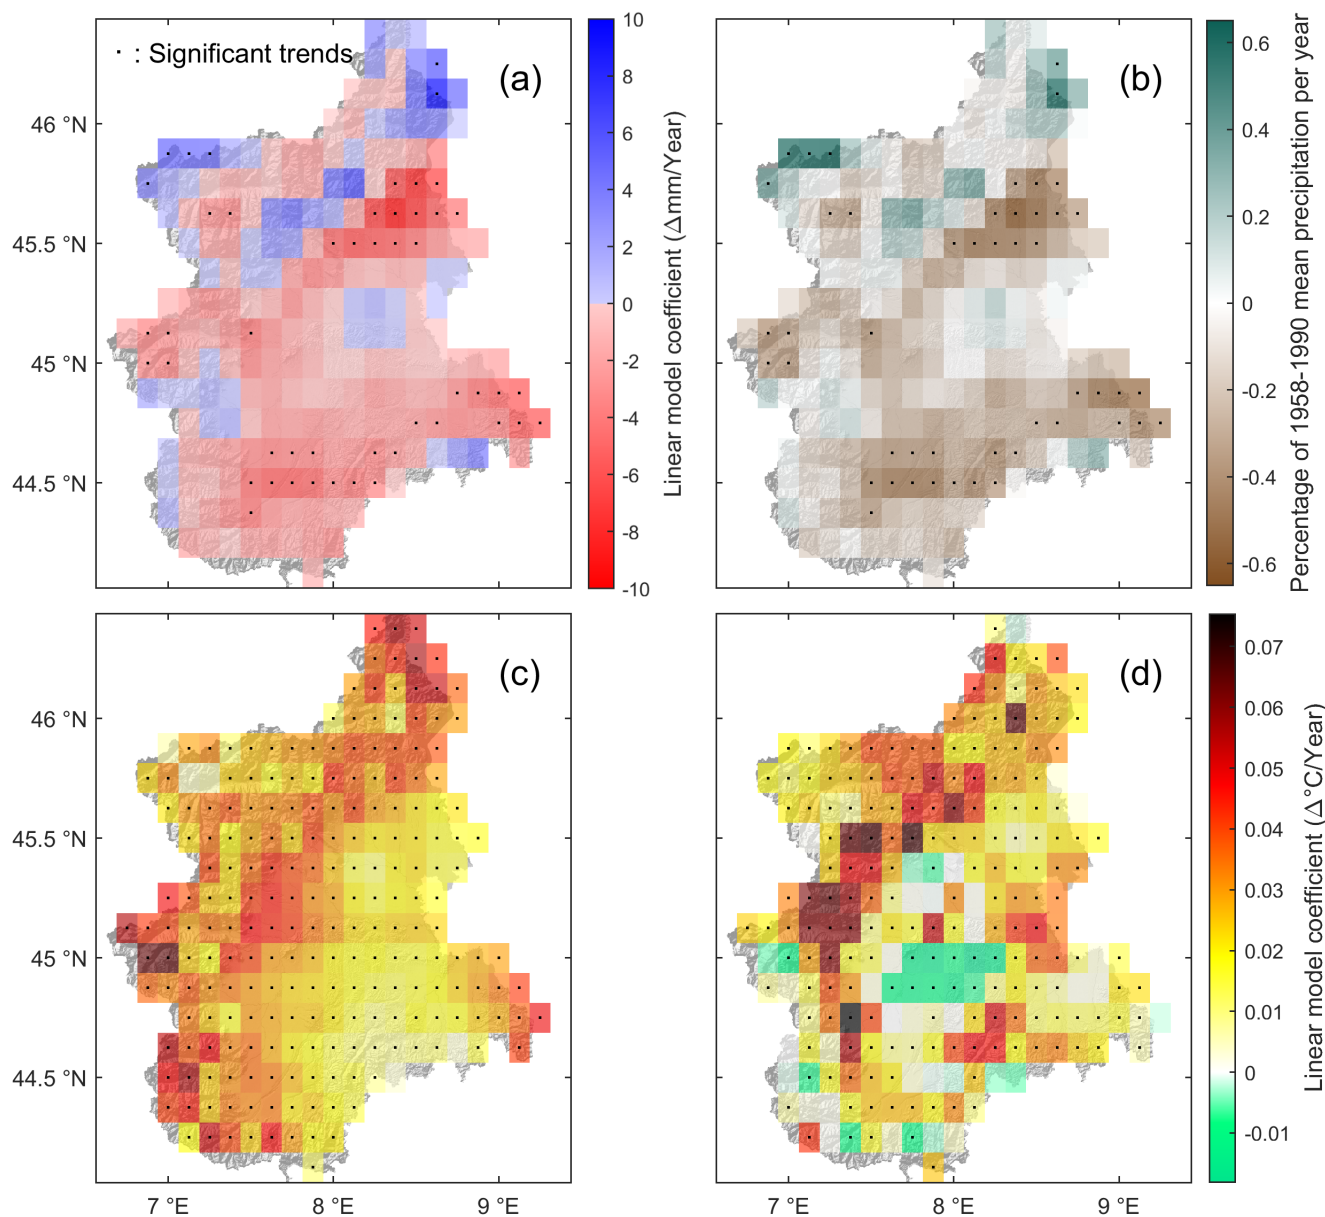 · : Significant trends
(a)
46 °N
45.5 °N
45 °N
44.5 °N
10
8
6
4
2
0
-2
-4
-6
-8
-10
Linear model coefficient (Δmm/Year)
(b)
0.6
0.4
0.2
0
-0.2
-0.4
-0.6
Percentage of 1958-1990 mean precipitation per year
(c)
46 °N
45.5 °N
45 °N
44.5 °N
7 °E
8 °E
9 °E
(d)
7 °E
8 °E
9 °E
0.07
0.06
0.05
0.04
0.03
0.02
0.01
0
-0.01
Linear model coefficient (Δ °C/Year)